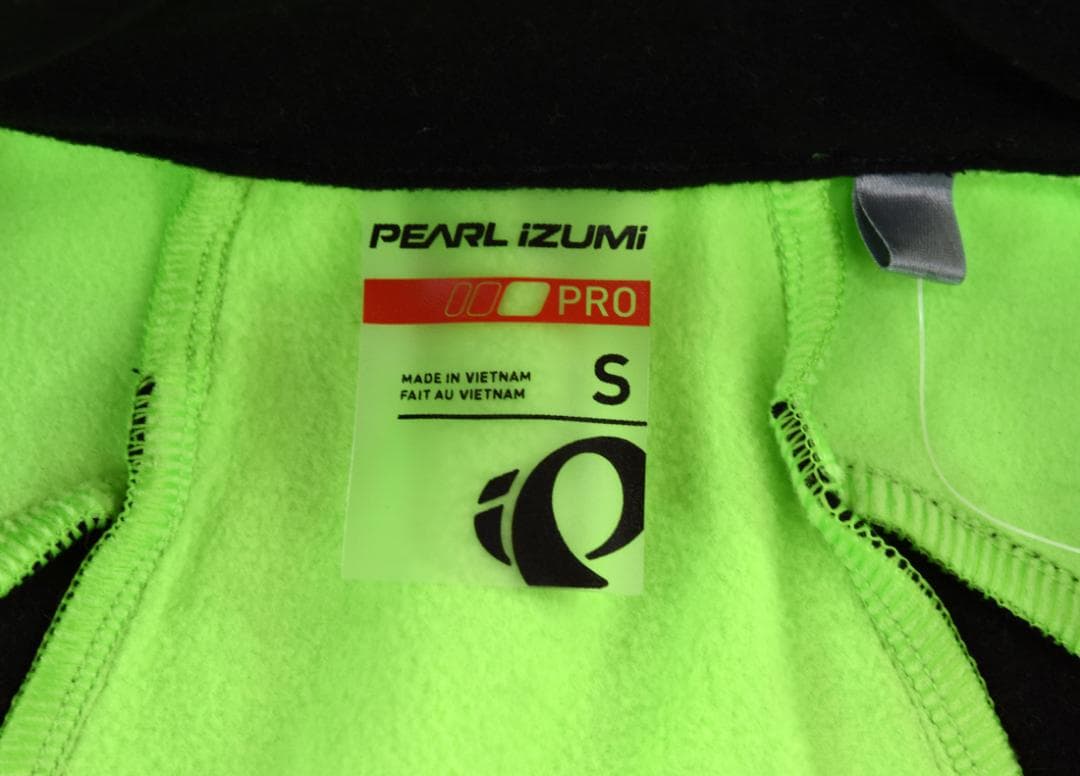 PEARL iZUMi
PRO
S
MADE IN VIETNAM
FAIT AU VIETNAM